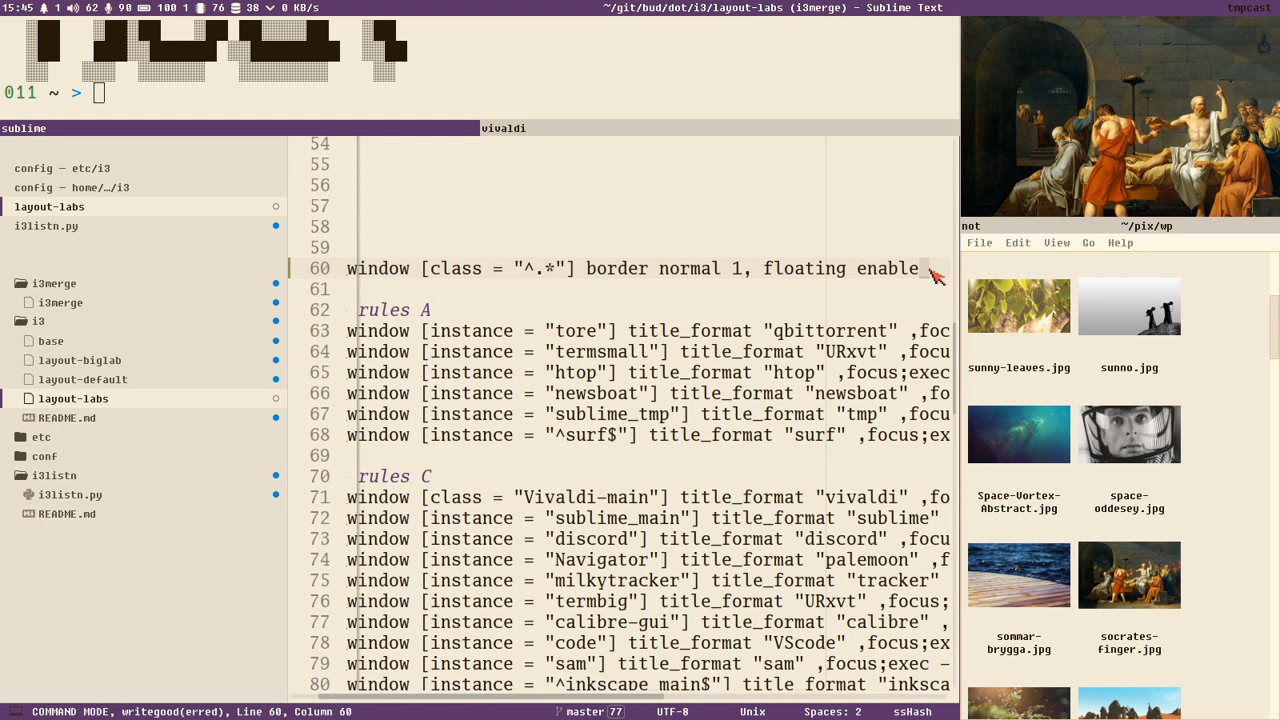 15:45 1 62 90 100 1 76 38 0 KB/s ~/git/bud/dot/i3/layout-labs (i3merge) - Sublime Text tmpcast
011 ~ >
sublime vivaldi
config — etc/i3
config — home/…/i3
layout-labs
i3listn.py
i3merge
i3merge
i3
base
layout-biglab
layout-default
layout-labs
README.md
etc
conf
i3listn
i3listn.py
README.md
54
55
56
57
58
59
60 window [class = "^.*"] border normal 1, floating enable
61
62 rules A
63 window [instance = "tore"] title_format "qbittorrent" ,foc
64 window [instance = "termsmall"] title_format "URxvt" ,focu
65 window [instance = "htop"] title_format "htop" ,focus;exec
66 window [instance = "newsboat"] title_format "newsboat" ,fo
67 window [instance = "sublime_tmp"] title_format "tmp" ,focu
68 window [instance = "^surf$"] title_format "surf" ,focus;ex
69
70 rules C
71 window [class = "Vivaldi-main"] title_format "vivaldi" ,fo
72 window [instance = "sublime_main"] title_format "sublime"
73 window [instance = "discord"] title_format "discord" ,focu
74 window [instance = "Navigator"] title_format "palemoon" ,f
75 window [instance = "milkytracker"] title_format "tracker"
76 window [instance = "termbig"] title_format "URxvt" ,focus;
77 window [instance = "calibre-gui"] title_format "calibre" ,
78 window [instance = "code"] title_format "VScode" ,focus;ex
79 window [instance = "sam"] title_format "sam" ,focus;exec -
80 window [instance = "^inkscape_main$"] title_format "inksca
not ~/pix/wp
File Edit View Go Help
sunny-leaves.jpg sunno.jpg
Space-Vortex-Abstract.jpg space-oddesey.jpg
sommar-brygga.jpg socrates-finger.jpg
COMMAND MODE, writegood(erred), Line 60, Column 60 master 77 UTF-8 Unix Spaces: 2 ssHash